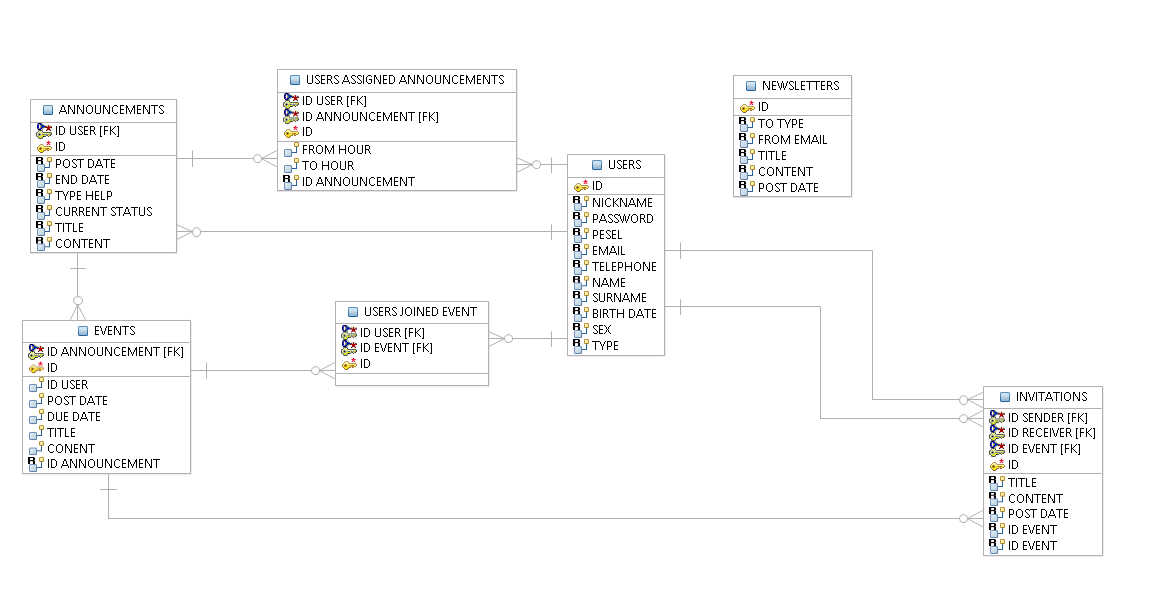 ANNOUNCEMENTS
ID USER [FK]
ID
POST DATE
END DATE
TYPE HELP
CURRENT STATUS
TITLE
CONTENT
USERS ASSIGNED ANNOUNCEMENTS
ID USER [FK]
ID ANNOUNCEMENT [FK]
ID
FROM HOUR
TO HOUR
ID ANNOUNCEMENT
USERS
ID
NICKNAME
PASSWORD
PESEL
EMAIL
TELEPHONE
NAME
SURNAME
BIRTH DATE
SEX
TYPE
NEWSLETTERS
ID
TO TYPE
FROM EMAIL
TITLE
CONTENT
POST DATE
EVENTS
ID ANNOUNCEMENT [FK]
ID
ID USER
POST DATE
DUE DATE
TITLE
CONENT
ID ANNOUNCEMENT
USERS JOINED EVENT
ID USER [FK]
ID EVENT [FK]
ID
INVITATIONS
ID SENDER [FK]
ID RECEIVER [FK]
ID EVENT [FK]
ID
TITLE
CONTENT
POST DATE
ID EVENT
ID EVENT